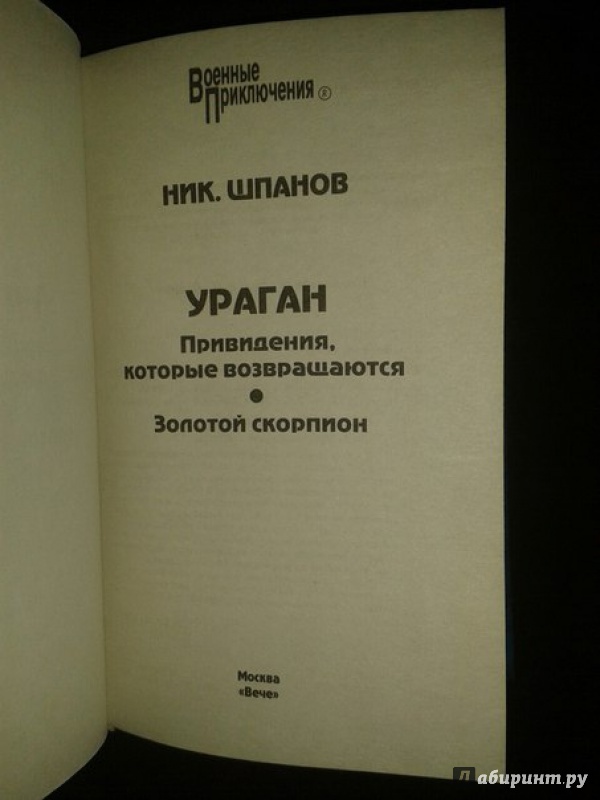 Военные
Приключения ®
НИК. ШПАНОВ
УРАГАН
Привидения,
которые возвращаются
•
Золотой скорпион
Москва
«Вече»
Лабиринт.ру